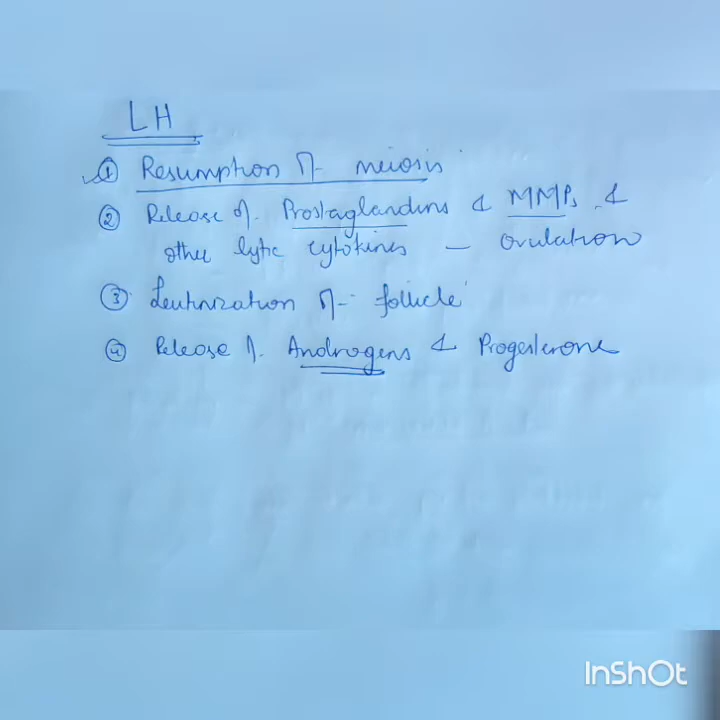 LH
① Resumption of meiosis
② Release of Prostaglandins & MMPs &
other lytic cytokines – ovulation
③ Leutinization of follicle
④ Release of Androgens & Progesterone
InShOt